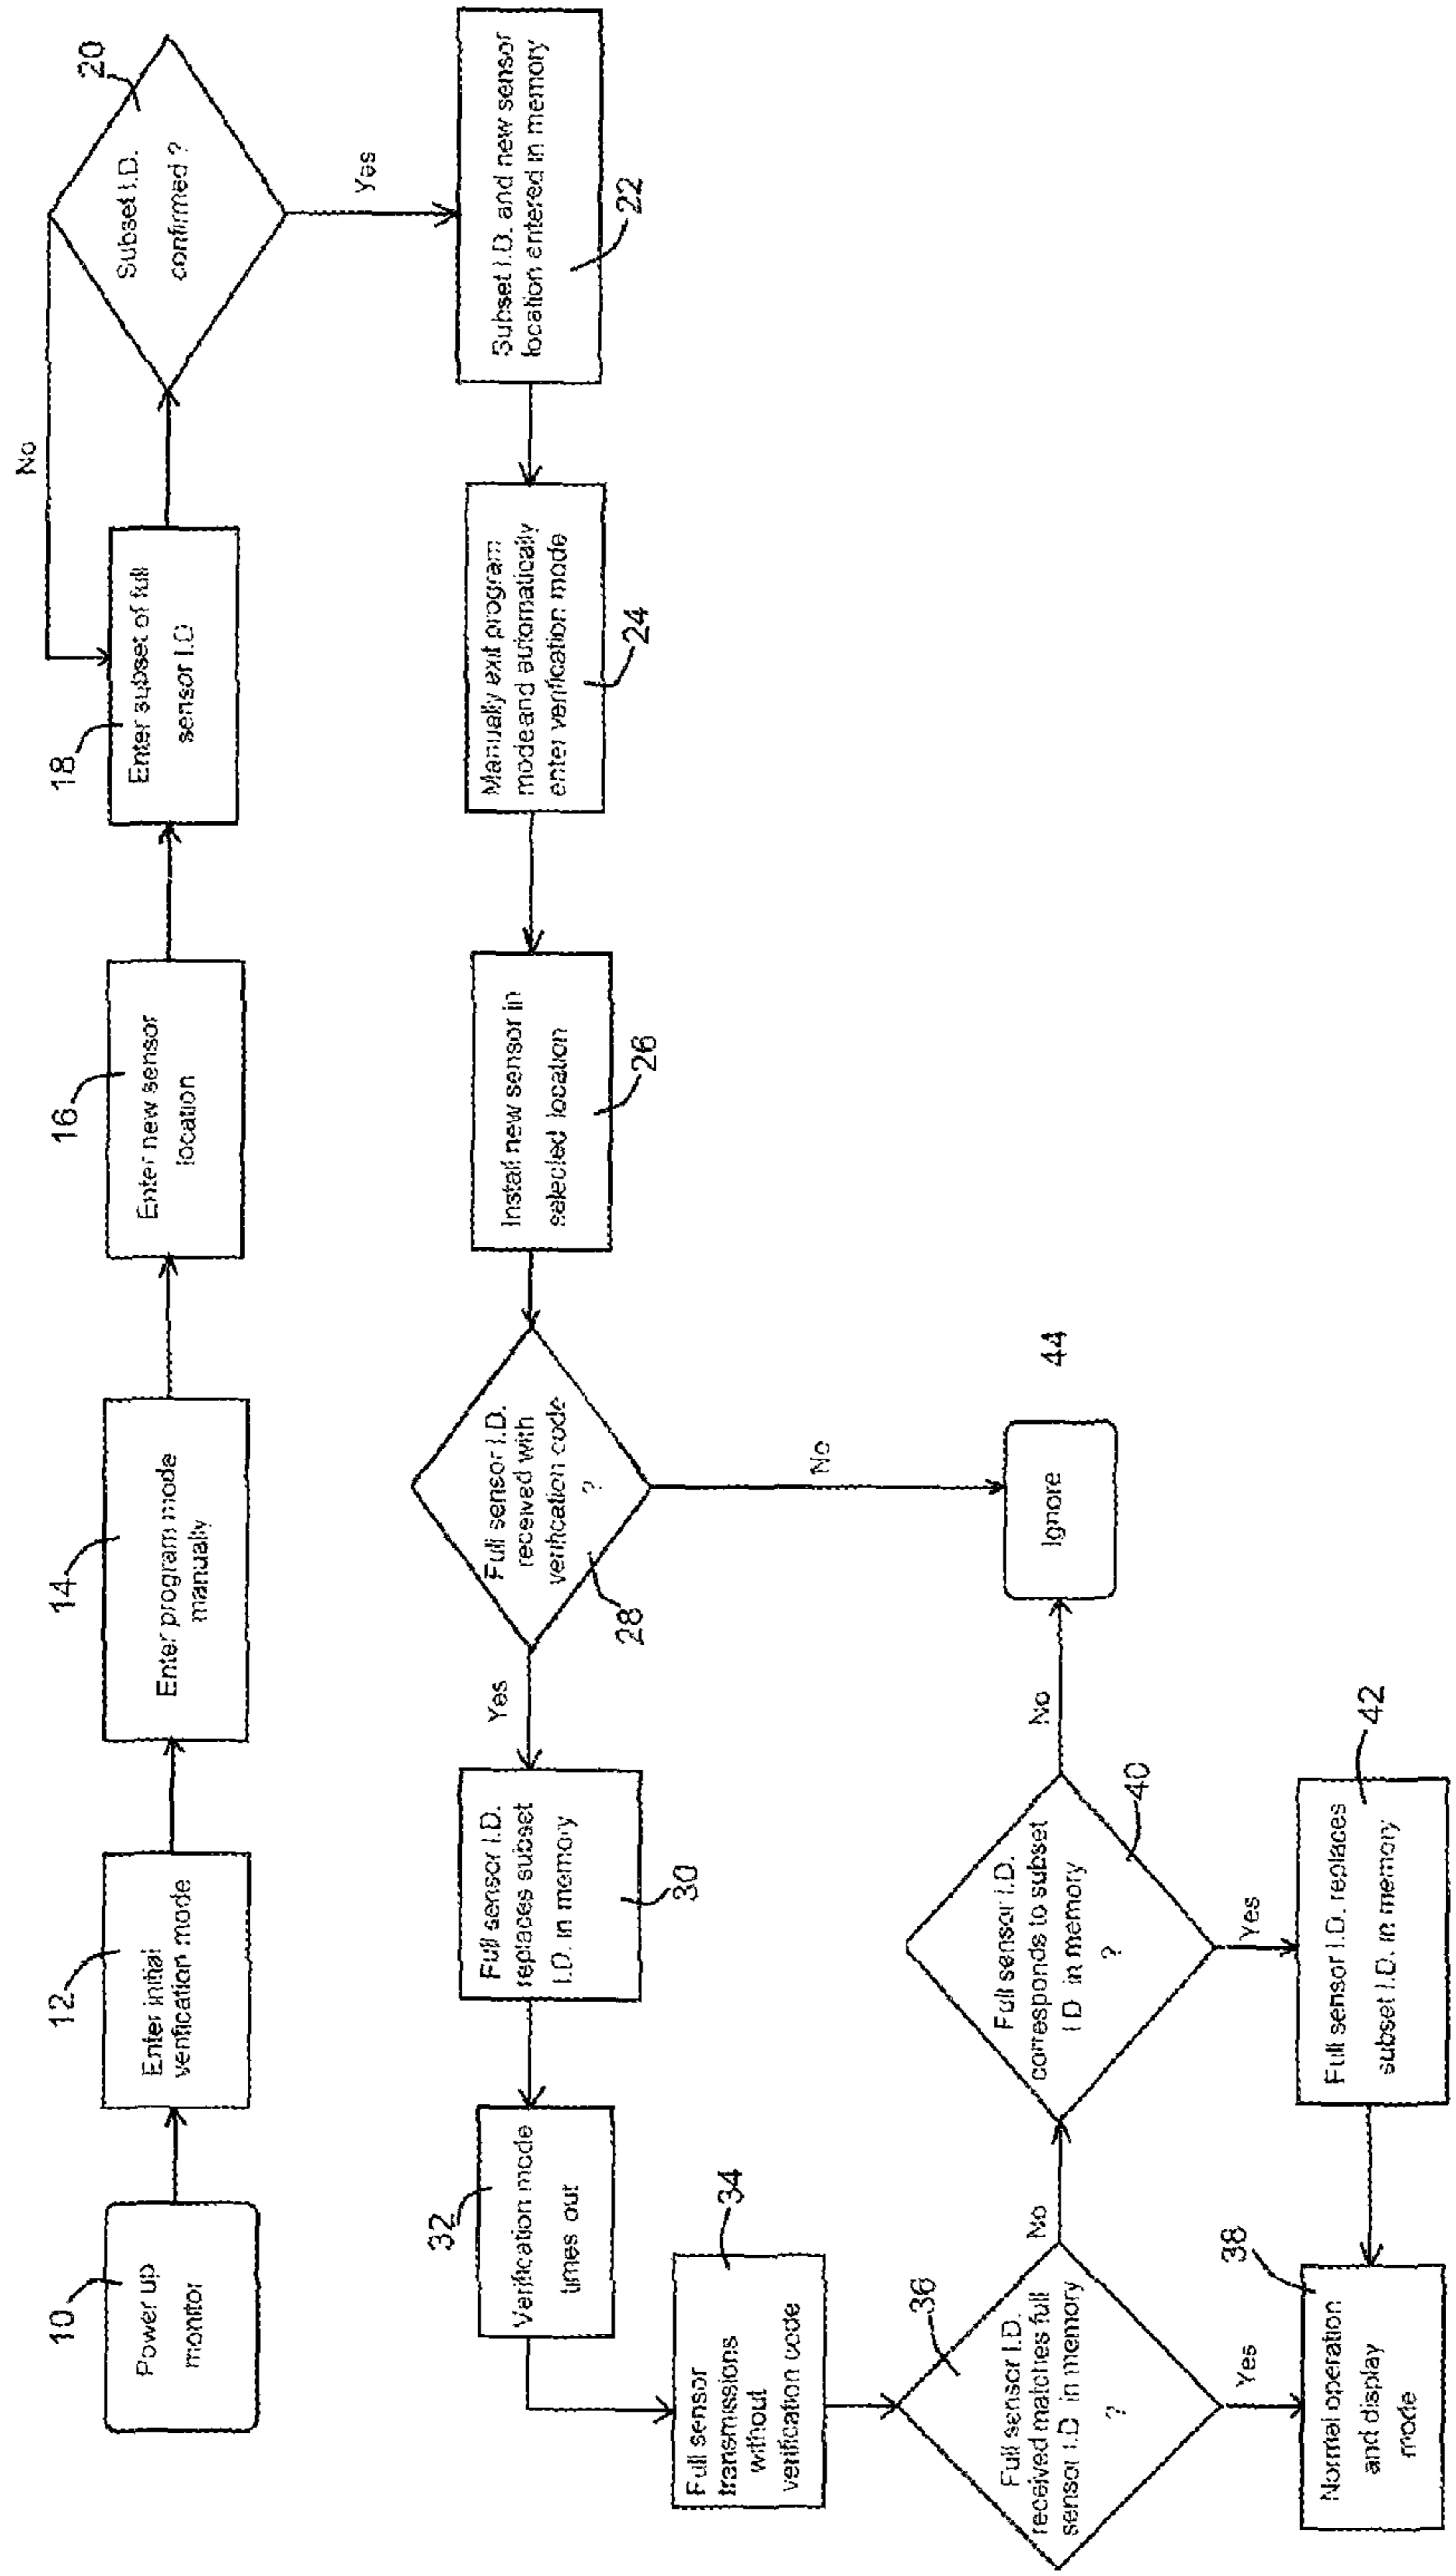 10
Power up
monitor
12
Enter initial
verification mode
14
Enter program mode
manually
16
Enter new sensor
location
18
Enter subset of full
sensor I.D
No
20
Subset I.D.
confirmed ?
Yes
Subset I.D. and new sensor
location entered in memory
22
Manually exit program
mode and automatically
enter verification mode
24
Install new sensor in
selected location
26
Full sensor I.D.
received with
verification code
?
28
No
Yes
Full sensor I.D.
replaces subset
I.D. in memory
30
32
Verification mode
times out
34
Full sensor
transmissions
without
verification code
36
Full sensor I.D.
received matches full
sensor I.D. in memory
?
No
Yes
38
Normal operation
and display
mode
Full sensor I.D.
corresponds to subset
I.D. in memory
?
40
No
Yes
Full sensor I.D. replaces
subset I.D. in memory
42
Ignore
44